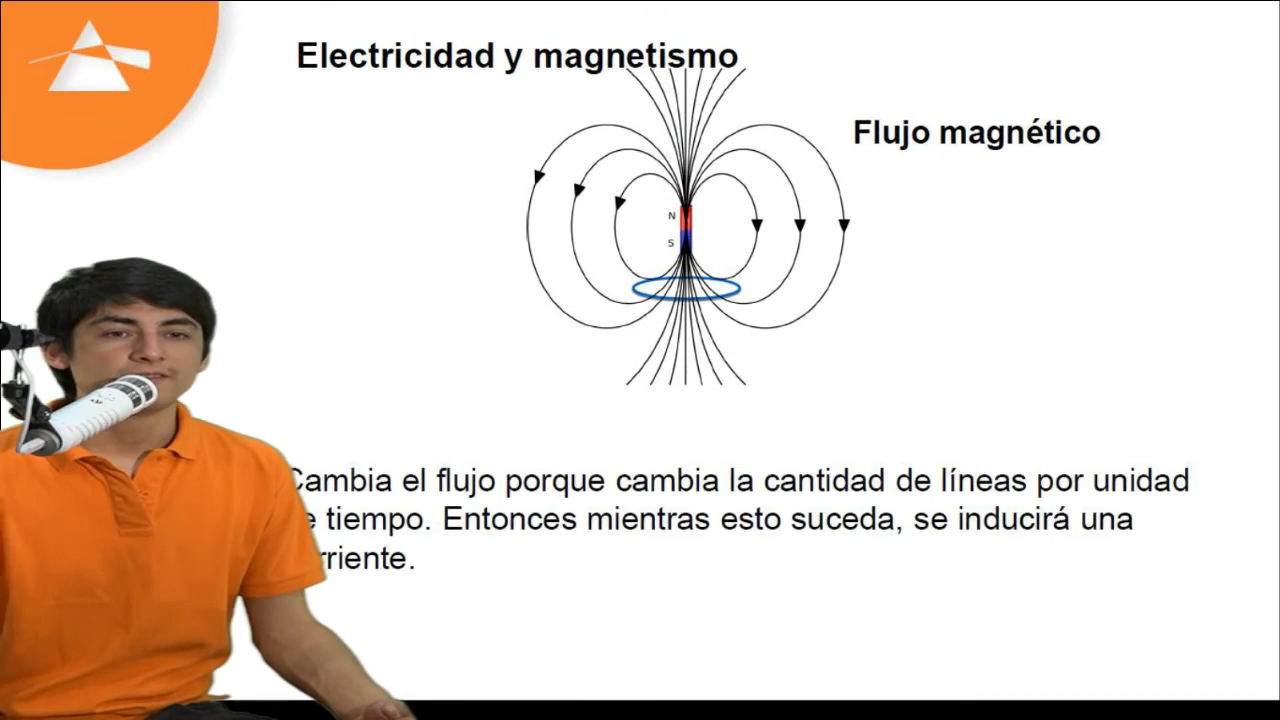 Electricidad y magnetismo
Flujo magnético
N
S
Cambia el flujo porque cambia la cantidad de líneas por unidad
e tiempo. Entonces mientras esto suceda, se inducirá una
rriente.